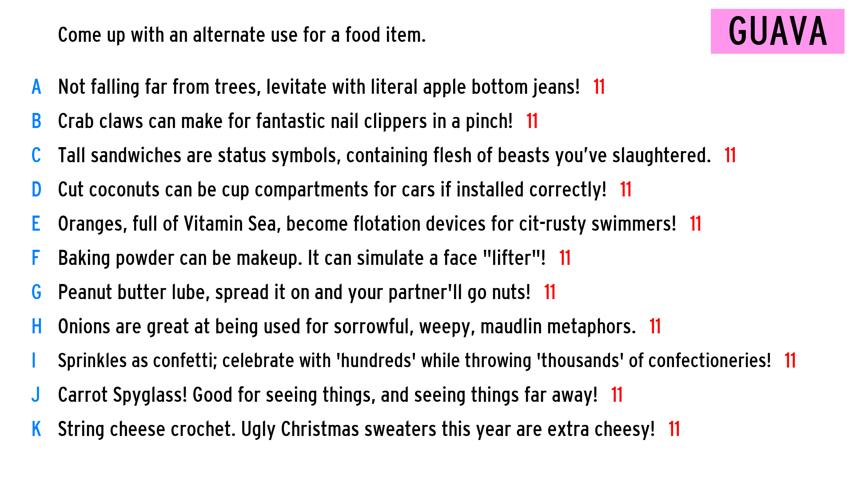 Come up with an alternate use for a food item.
GUAVA
A Not falling far from trees, levitate with literal apple bottom jeans! 11
B Crab claws can make for fantastic nail clippers in a pinch! 11
C Tall sandwiches are status symbols, containing flesh of beasts you’ve slaughtered. 11
D Cut coconuts can be cup compartments for cars if installed correctly! 11
E Oranges, full of Vitamin Sea, become flotation devices for cit-rusty swimmers! 11
F Baking powder can be makeup. It can simulate a face "lifter"! 11
G Peanut butter lube, spread it on and your partner'll go nuts! 11
H Onions are great at being used for sorrowful, weepy, maudlin metaphors. 11
I Sprinkles as confetti; celebrate with 'hundreds' while throwing 'thousands' of confectioneries! 11
J Carrot Spyglass! Good for seeing things, and seeing things far away! 11
K String cheese crochet. Ugly Christmas sweaters this year are extra cheesy! 11